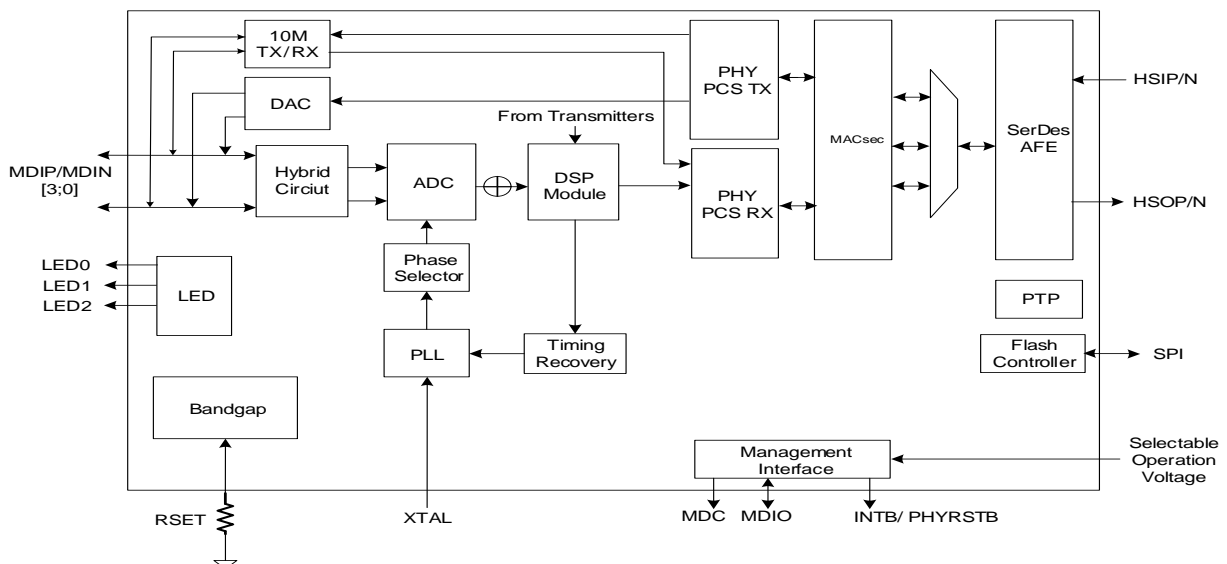 10M
TX/RX
DAC
MDIP/MDIN
[3;0]
Hybrid
Circiut
ADC
From Transmitters
DSP
Module
PHY
PCS TX
PHY
PCS RX
MACsec
SerDes
AFE
HSIP/N
HSOP/N
LED0
LED1
LED2
LED
Phase
Selector
PLL
Timing
Recovery
PTP
Flash
Controller
SPI
Bandgap
Management
Interface
Selectable
Operation
Voltage
RSET
XTAL
MDC
MDIO
INTB/ PHYRSTB